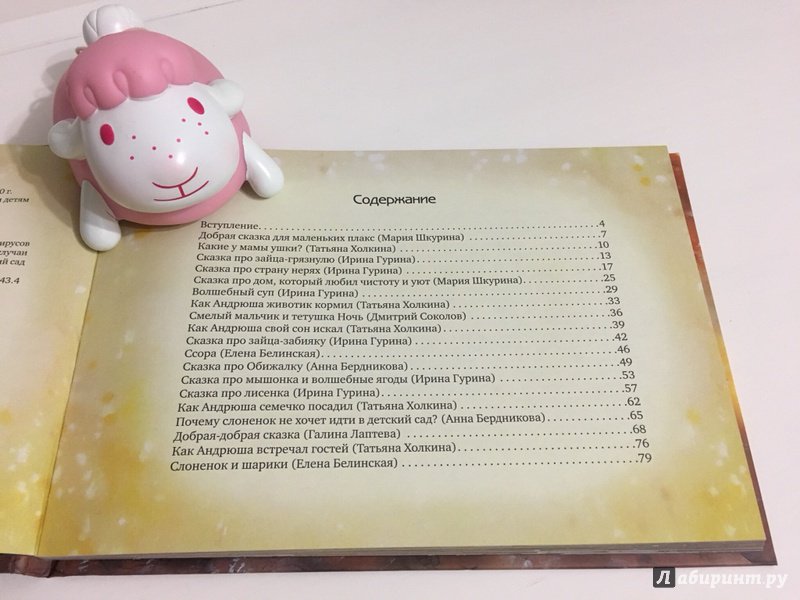 0 г.
и детям
ирусов
лучаи
ий сад
43.4
Содержание
Вступление. . . . . . . . . . . . . . . . . . . . . . . . . . . . . . . . . . . . . . . . 4
Добрая сказка для маленьких плакс (Мария Шкурина) . . . . . . . . . . . . . . . . 7
Какие у мамы ушки? (Татьяна Холкина) . . . . . . . . . . . . . . . . . . . . . . . . 10
Сказка про зайца-грязнулю (Ирина Гурина) . . . . . . . . . . . . . . . . . . . . . . 13
Сказка про страну нерях (Ирина Гурина) . . . . . . . . . . . . . . . . . . . . . . . 17
Сказка про дом, который любил чистоту и уют (Мария Шкурина) . . . . . . . . . . . 25
Волшебный суп (Ирина Гурина) . . . . . . . . . . . . . . . . . . . . . . . . . . . . 29
Как Андрюша животик кормил (Татьяна Холкина) . . . . . . . . . . . . . . . . . . . 33
Смелый мальчик и тетушка Ночь (Дмитрий Соколов) . . . . . . . . . . . . . . . . . 36
Как Андрюша свой сон искал (Татьяна Холкина) . . . . . . . . . . . . . . . . . . . . 39
Сказка про зайца-забияку (Ирина Гурина) . . . . . . . . . . . . . . . . . . . . . . . 42
Ссора (Елена Белинская) . . . . . . . . . . . . . . . . . . . . . . . . . . . . . . . . 46
Сказка про Обижалку (Анна Бердникова) . . . . . . . . . . . . . . . . . . . . . . . . 49
Сказка про мышонка и волшебные ягоды (Ирина Гурина) . . . . . . . . . . . . . . . 53
Сказка про лисенка (Ирина Гурина) . . . . . . . . . . . . . . . . . . . . . . . . . . . 57
Как Андрюша семечко посадил (Татьяна Холкина) . . . . . . . . . . . . . . . . . . . 62
Почему слоненок не хочет идти в детский сад? (Анна Бердникова) . . . . . . . . . . 65
Добрая-добрая сказка (Галина Лаптева) . . . . . . . . . . . . . . . . . . . . . . . . . 68
Как Андрюша встречал гостей (Татьяна Холкина) . . . . . . . . . . . . . . . . . . . . 76
Слоненок и шарики (Елена Белинская) . . . . . . . . . . . . . . . . . . . . . . . . . . 79
Лабиринт.ру